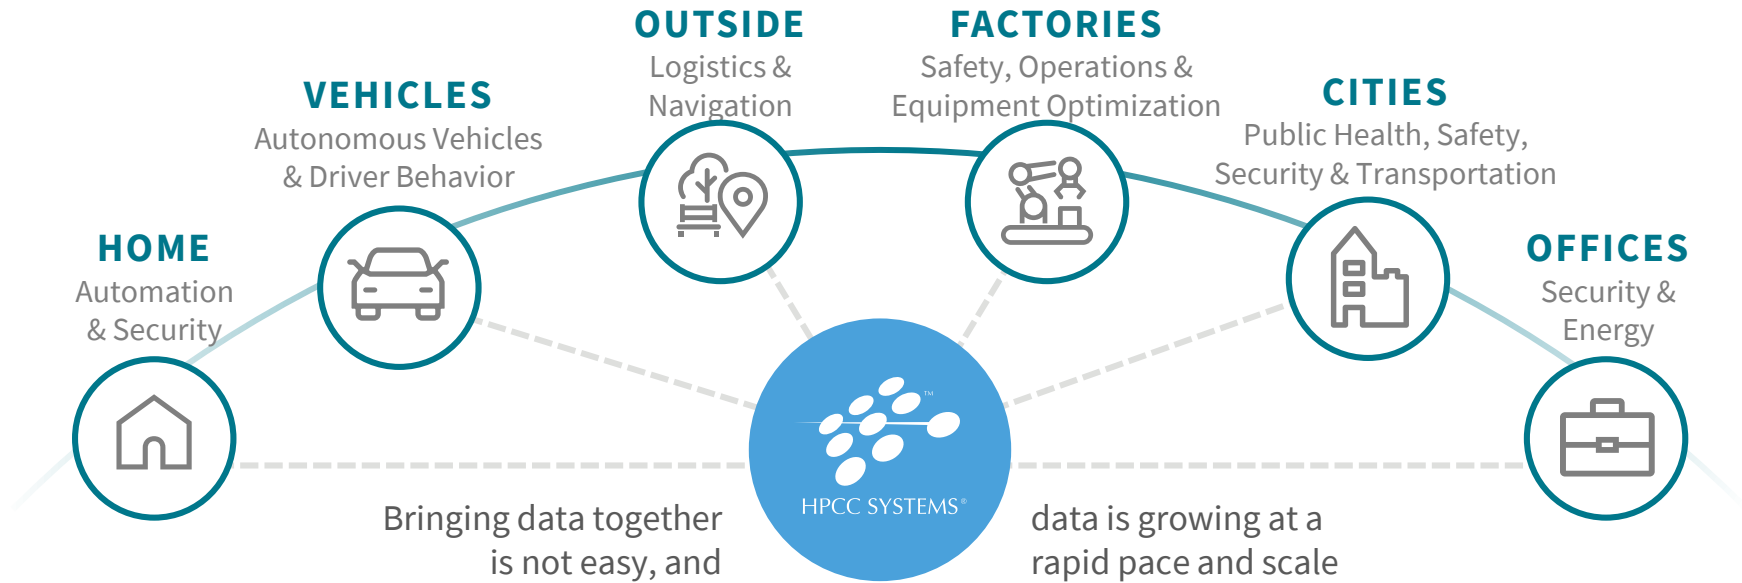 HOME
Automation
& Security
VEHICLES
Autonomous Vehicles
& Driver Behavior
OUTSIDE
Logistics &
Navigation
FACTORIES
Safety, Operations &
Equipment Optimization
CITIES
Public Health, Safety,
Security & Transportation
OFFICES
Security &
Energy
™
HPCC SYSTEMS®
Bringing data together
is not easy, and
data is growing at a
rapid pace and scale